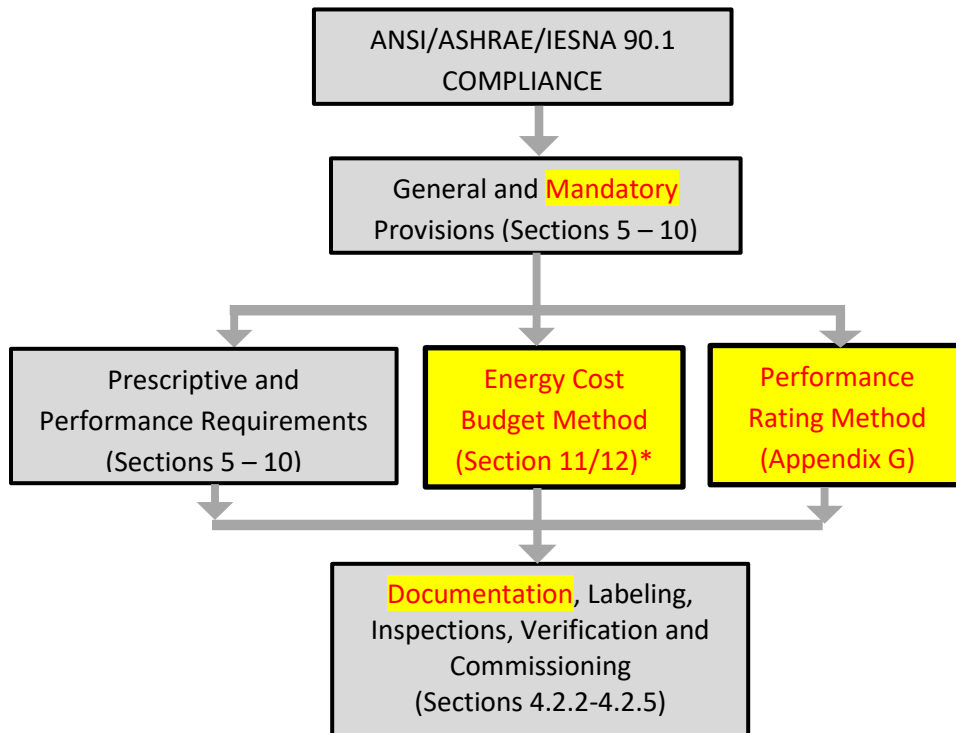 ANSI/ASHRAE/IESNA 90.1
COMPLIANCE
General and Mandatory
Provisions (Sections 5 – 10)
Prescriptive and
Performance Requirements
(Sections 5 – 10)
Energy Cost
Budget Method
(Section 11/12)*
Performance
Rating Method
(Appendix G)
Documentation, Labeling,
Inspections, Verification and
Commissioning
(Sections 4.2.2-4.2.5)